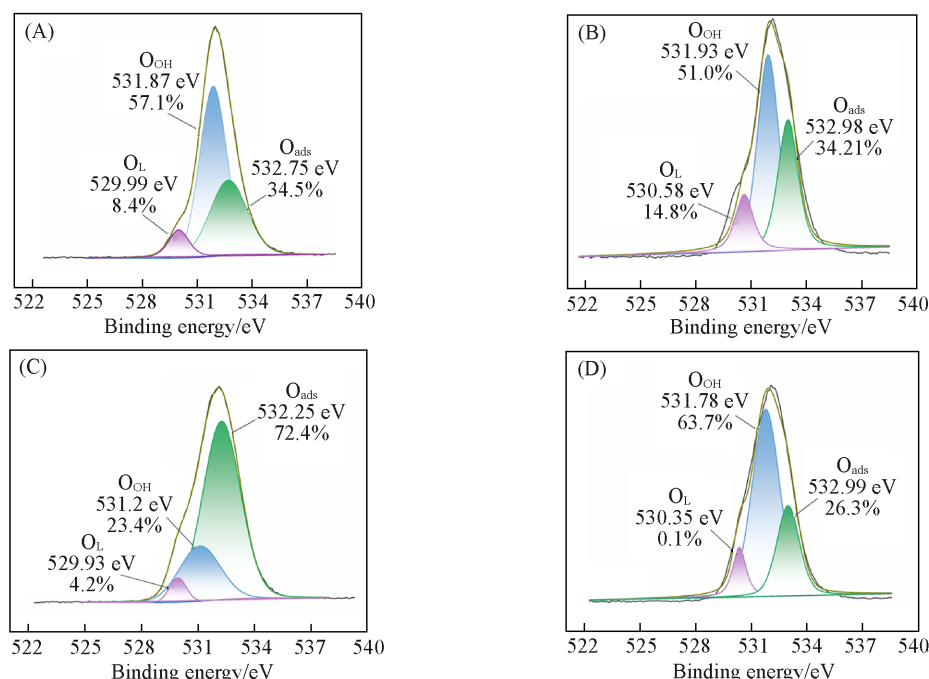 (A)
O_OH
531.87 eV
57.1%
O_ads
532.75 eV
34.5%
O_L
529.99 eV
8.4%
522 525 528 531 534 537 540
Binding energy/eV
(B)
O_OH
531.93 eV
51.0%
O_ads
532.98 eV
34.21%
O_L
530.58 eV
14.8%
522 525 528 531 534 537 540
Binding energy/eV
(C)
O_ads
532.25 eV
72.4%
O_OH
531.2 eV
23.4%
O_L
529.93 eV
4.2%
522 525 528 531 534 537 540
Binding energy/eV
(D)
O_OH
531.78 eV
63.7%
O_ads
532.99 eV
26.3%
O_L
530.35 eV
0.1%
522 525 528 531 534 537 540
Binding energy/eV